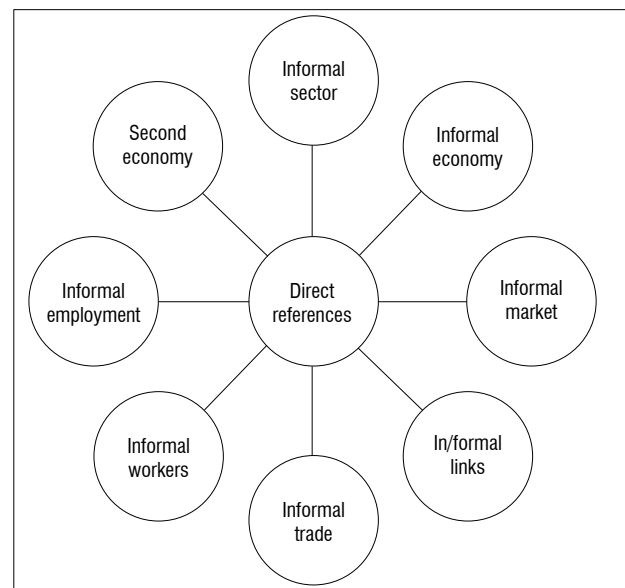 Informal
sector
Second
economy
Informal
economy
Informal
employment
Direct
references
Informal
market
Informal
workers
In/formal
links
Informal
trade